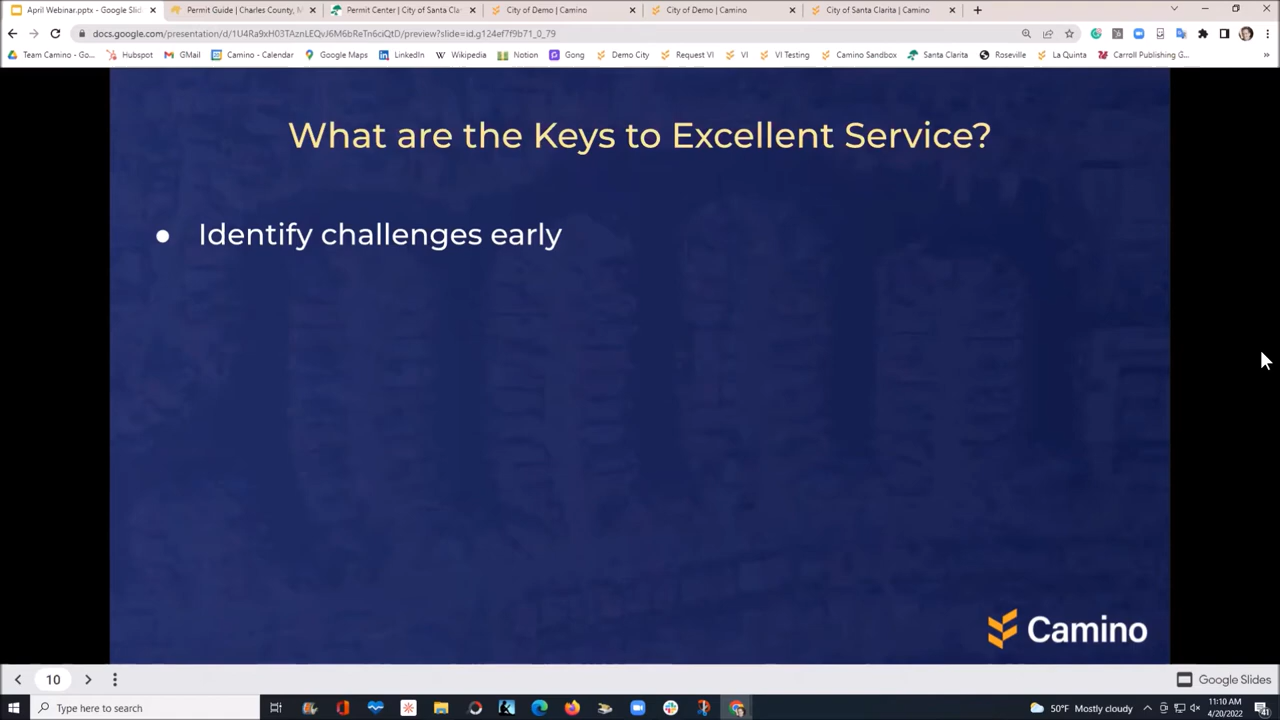 April Webinar.pptx - Google Slid
Permit Guide | Charles County, M
Permit Center | City of Santa Cla
City of Demo | Camino
City of Demo | Camino
City of Santa Clarita | Camino
docs.google.com/presentation/d/1U4Ra9xH03TAznLEQvJ6M6bReTn6ciQtD/preview?slide=id.g124ef7f9b71_0_79
Team Camino - Go...
Hubspot
GMail
Camino - Calendar
Google Maps
LinkedIn
Wikipedia
Notion
Gong
Demo City
Request VI
VI
VI Testing
Camino Sandbox
Santa Clarita
Roseville
La Quinta
Carroll Publishing G...
What are the Keys to Excellent Service?
● Identify challenges early
Camino
10
Google Slides
Type here to search
50°F Mostly cloudy
11:10 AM
4/20/2022